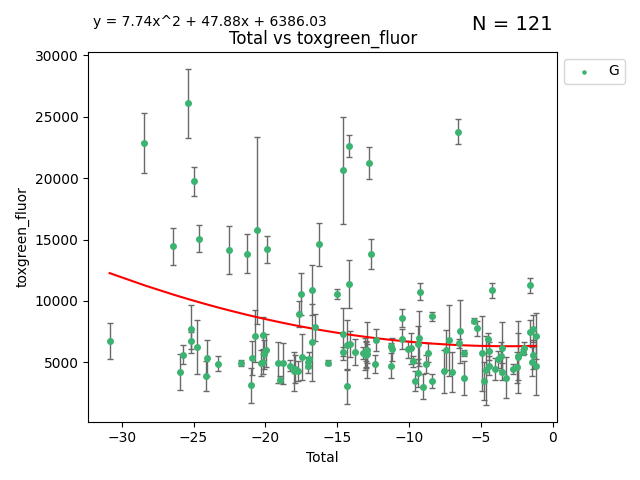 y = 7.74x^2 + 47.88x + 6386.03
N = 121
Total vs toxgreen_fluor
G
30000
25000
20000
15000
10000
5000
toxgreen_fluor
−30 −25 −20 −15 −10 −5 0
Total